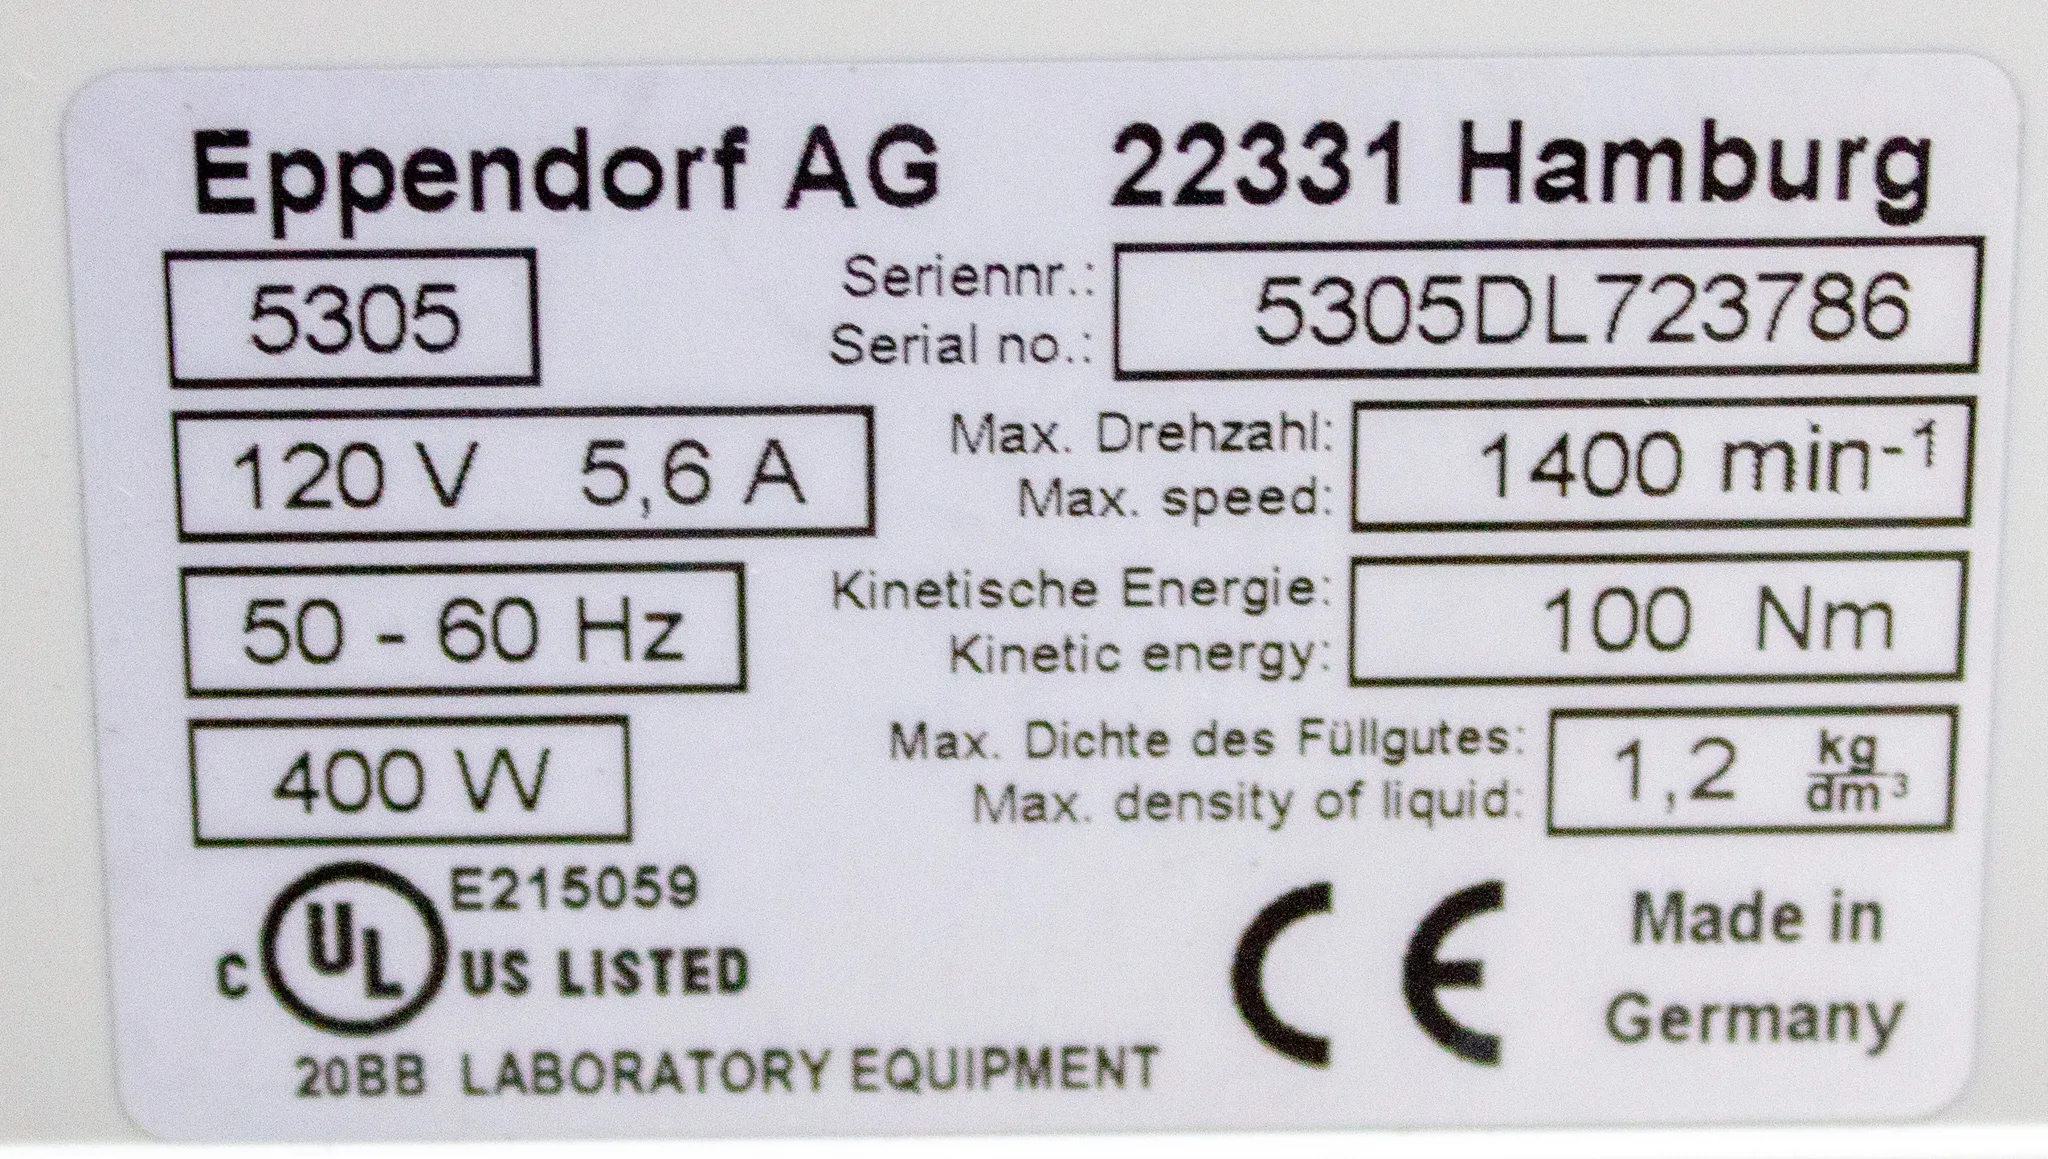 Eppendorf AG 22331 Hamburg
5305 Seriennr.: 5305DL723786
Serial no.:
120 V 5,6 A Max. Drehzahl: 1400 min-¹
Max. speed:
50 - 60 Hz Kinetische Energie: 100 Nm
Kinetic energy:
400 W Max. Dichte des Füllgutes: 1,2 kg/dm³
Max. density of liquid:
E215059
C UL US LISTED CE Made in
Germany
20BB LABORATORY EQUIPMENT